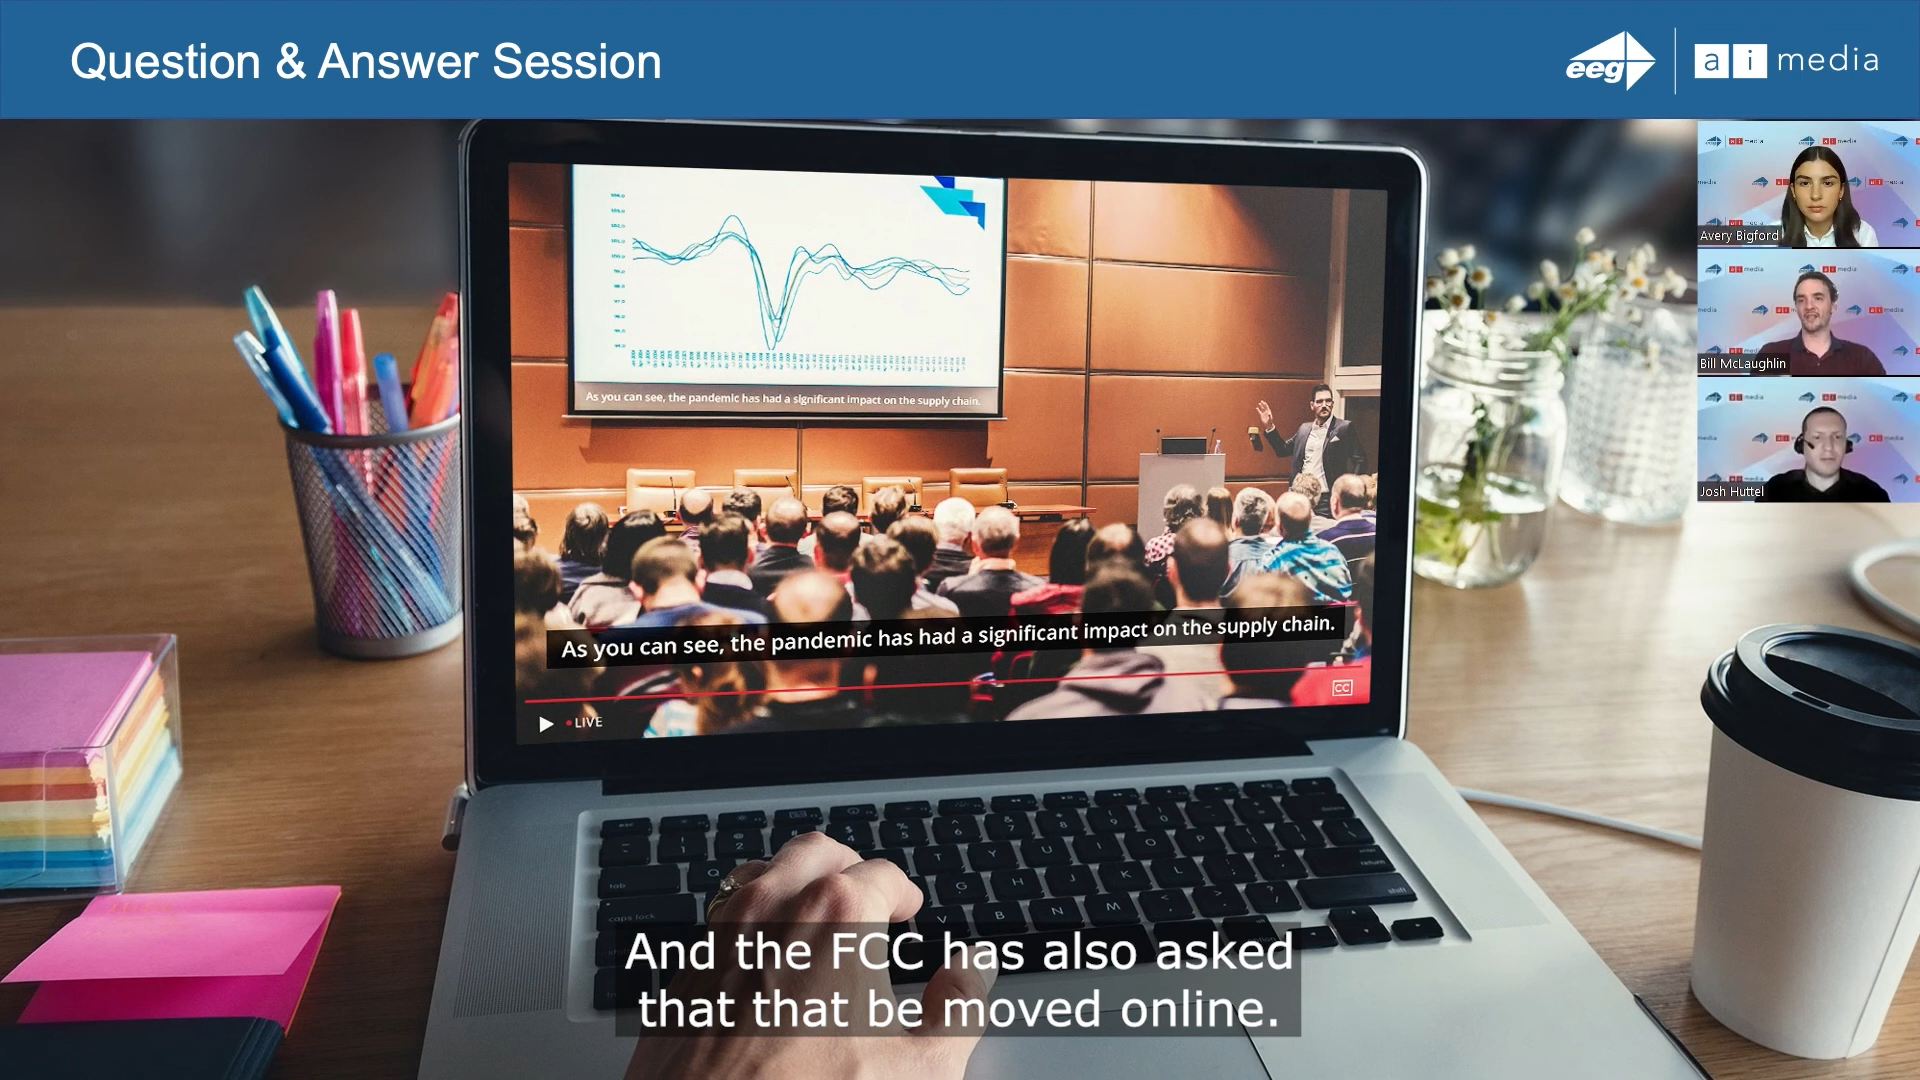 Question & Answer Session
eeg
ai media
Avery Bigford
Bill McLaughlin
Josh Huttel
As you can see, the pandemic has had a significant impact on the supply chain.
As you can see, the pandemic has had a significant impact on the supply chain.
CC
LIVE
And the FCC has also asked
that that be moved online.